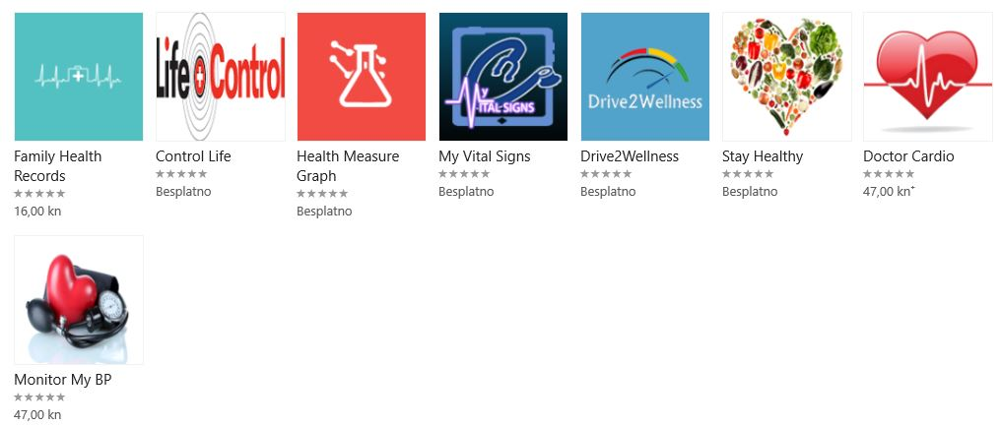 Life Control
My
VITAL SIGNS
Drive2Wellness
Family Health
Records
16,00 kn
Control Life
Besplatno
Health Measure
Graph
Besplatno
My Vital Signs
Besplatno
Drive2Wellness
Besplatno
Stay Healthy
Besplatno
Doctor Cardio
47,00 kn⁺
Monitor My BP
47,00 kn